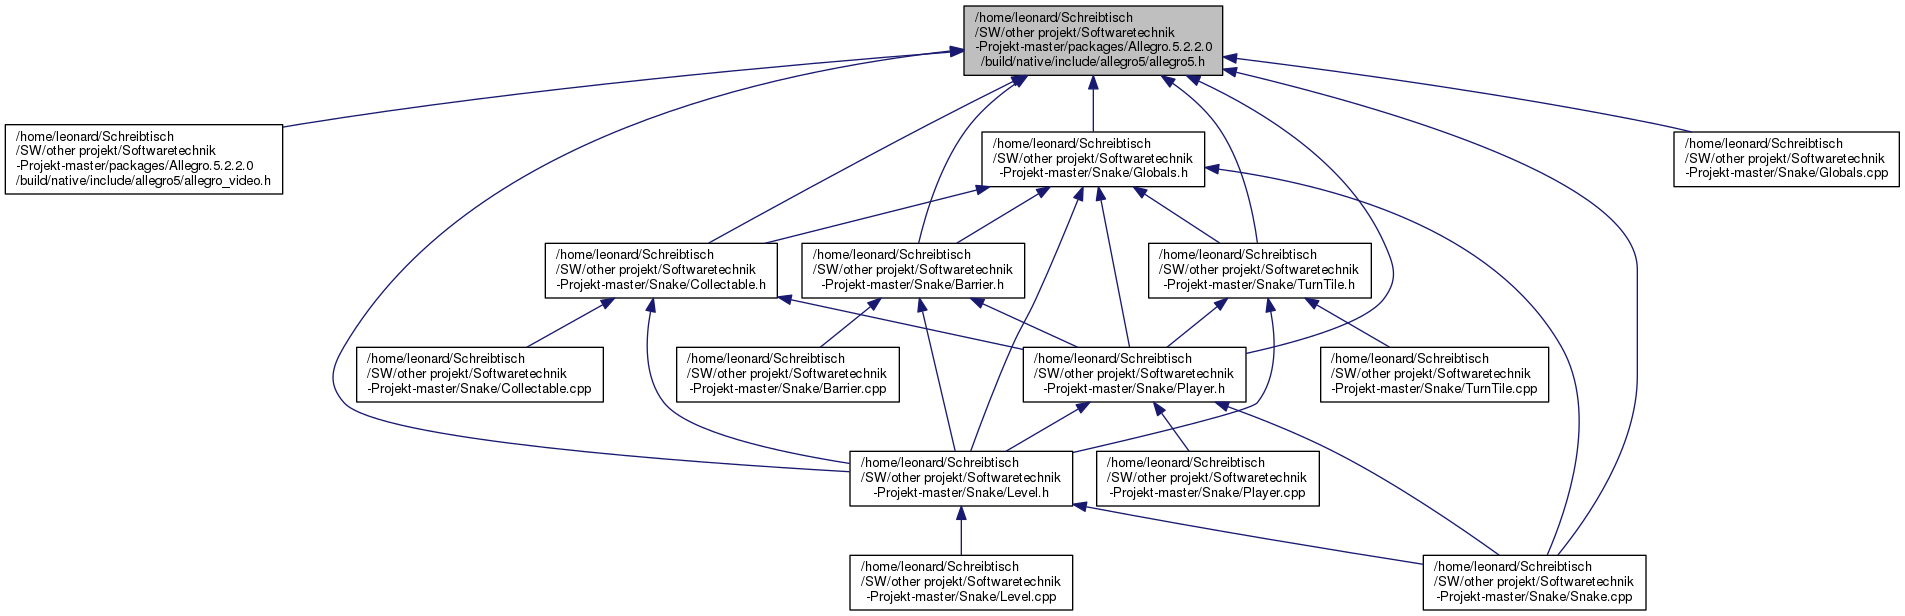 /home/leonard/Schreibtisch
/SW/other projekt/Softwaretechnik
-Projekt-master/packages/Allegro.5.2.2.0
/build/native/include/allegro5/allegro5.h
/home/leonard/Schreibtisch
/SW/other projekt/Softwaretechnik
-Projekt-master/packages/Allegro.5.2.2.0
/build/native/include/allegro5/allegro_video.h
/home/leonard/Schreibtisch
/SW/other projekt/Softwaretechnik
-Projekt-master/Snake/Globals.h
/home/leonard/Schreibtisch
/SW/other projekt/Softwaretechnik
-Projekt-master/Snake/Globals.cpp
/home/leonard/Schreibtisch
/SW/other projekt/Softwaretechnik
-Projekt-master/Snake/Collectable.h
/home/leonard/Schreibtisch
/SW/other projekt/Softwaretechnik
-Projekt-master/Snake/Barrier.h
/home/leonard/Schreibtisch
/SW/other projekt/Softwaretechnik
-Projekt-master/Snake/TurnTile.h
/home/leonard/Schreibtisch
/SW/other projekt/Softwaretechnik
-Projekt-master/Snake/Collectable.cpp
/home/leonard/Schreibtisch
/SW/other projekt/Softwaretechnik
-Projekt-master/Snake/Barrier.cpp
/home/leonard/Schreibtisch
/SW/other projekt/Softwaretechnik
-Projekt-master/Snake/Player.h
/home/leonard/Schreibtisch
/SW/other projekt/Softwaretechnik
-Projekt-master/Snake/TurnTile.cpp
/home/leonard/Schreibtisch
/SW/other projekt/Softwaretechnik
-Projekt-master/Snake/Level.h
/home/leonard/Schreibtisch
/SW/other projekt/Softwaretechnik
-Projekt-master/Snake/Player.cpp
/home/leonard/Schreibtisch
/SW/other projekt/Softwaretechnik
-Projekt-master/Snake/Level.cpp
/home/leonard/Schreibtisch
/SW/other projekt/Softwaretechnik
-Projekt-master/Snake/Snake.cpp